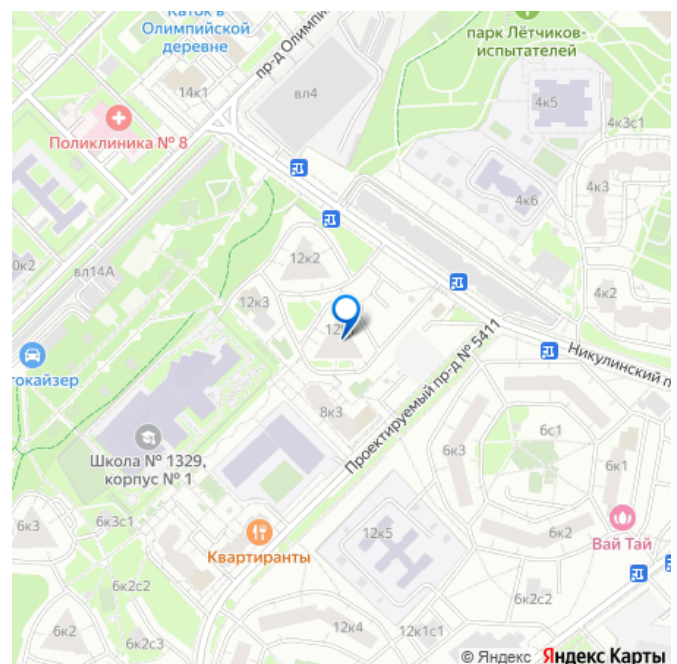 Каток в
Олимпийской
деревне
пр-д Олимпи
парк Лётчиков-
испытателей
14к1
вл4
4к5
4к3с1
Поликлиника № 8
4к3
4к6
12к2
0к2
вл14А
12к3
4к2
токайзер
Проектируемый пр-д № 5411
Никулинский п
8к3
6с1
6к3
6к1
Школа № 1329,
корпус № 1
6к3
6к3с1
12к5
6к2
Вай Тай
Квартиранты
6к2с2
6к2с2
6к2
6к2с3
12к4
12к1с1
© Яндекс Яндекс Карты